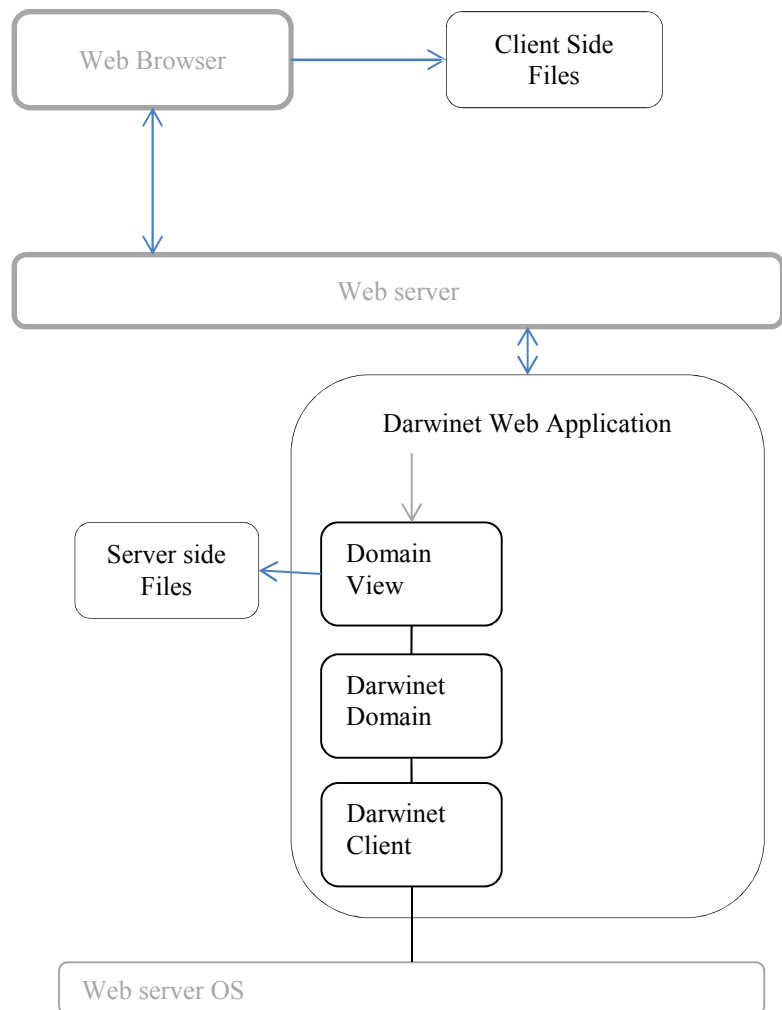 Web Browser
Client Side
Files
Web server
Darwinet Web Application
Server side
Files
Domain
View
Darwinet
Domain
Darwinet
Client
Web server OS